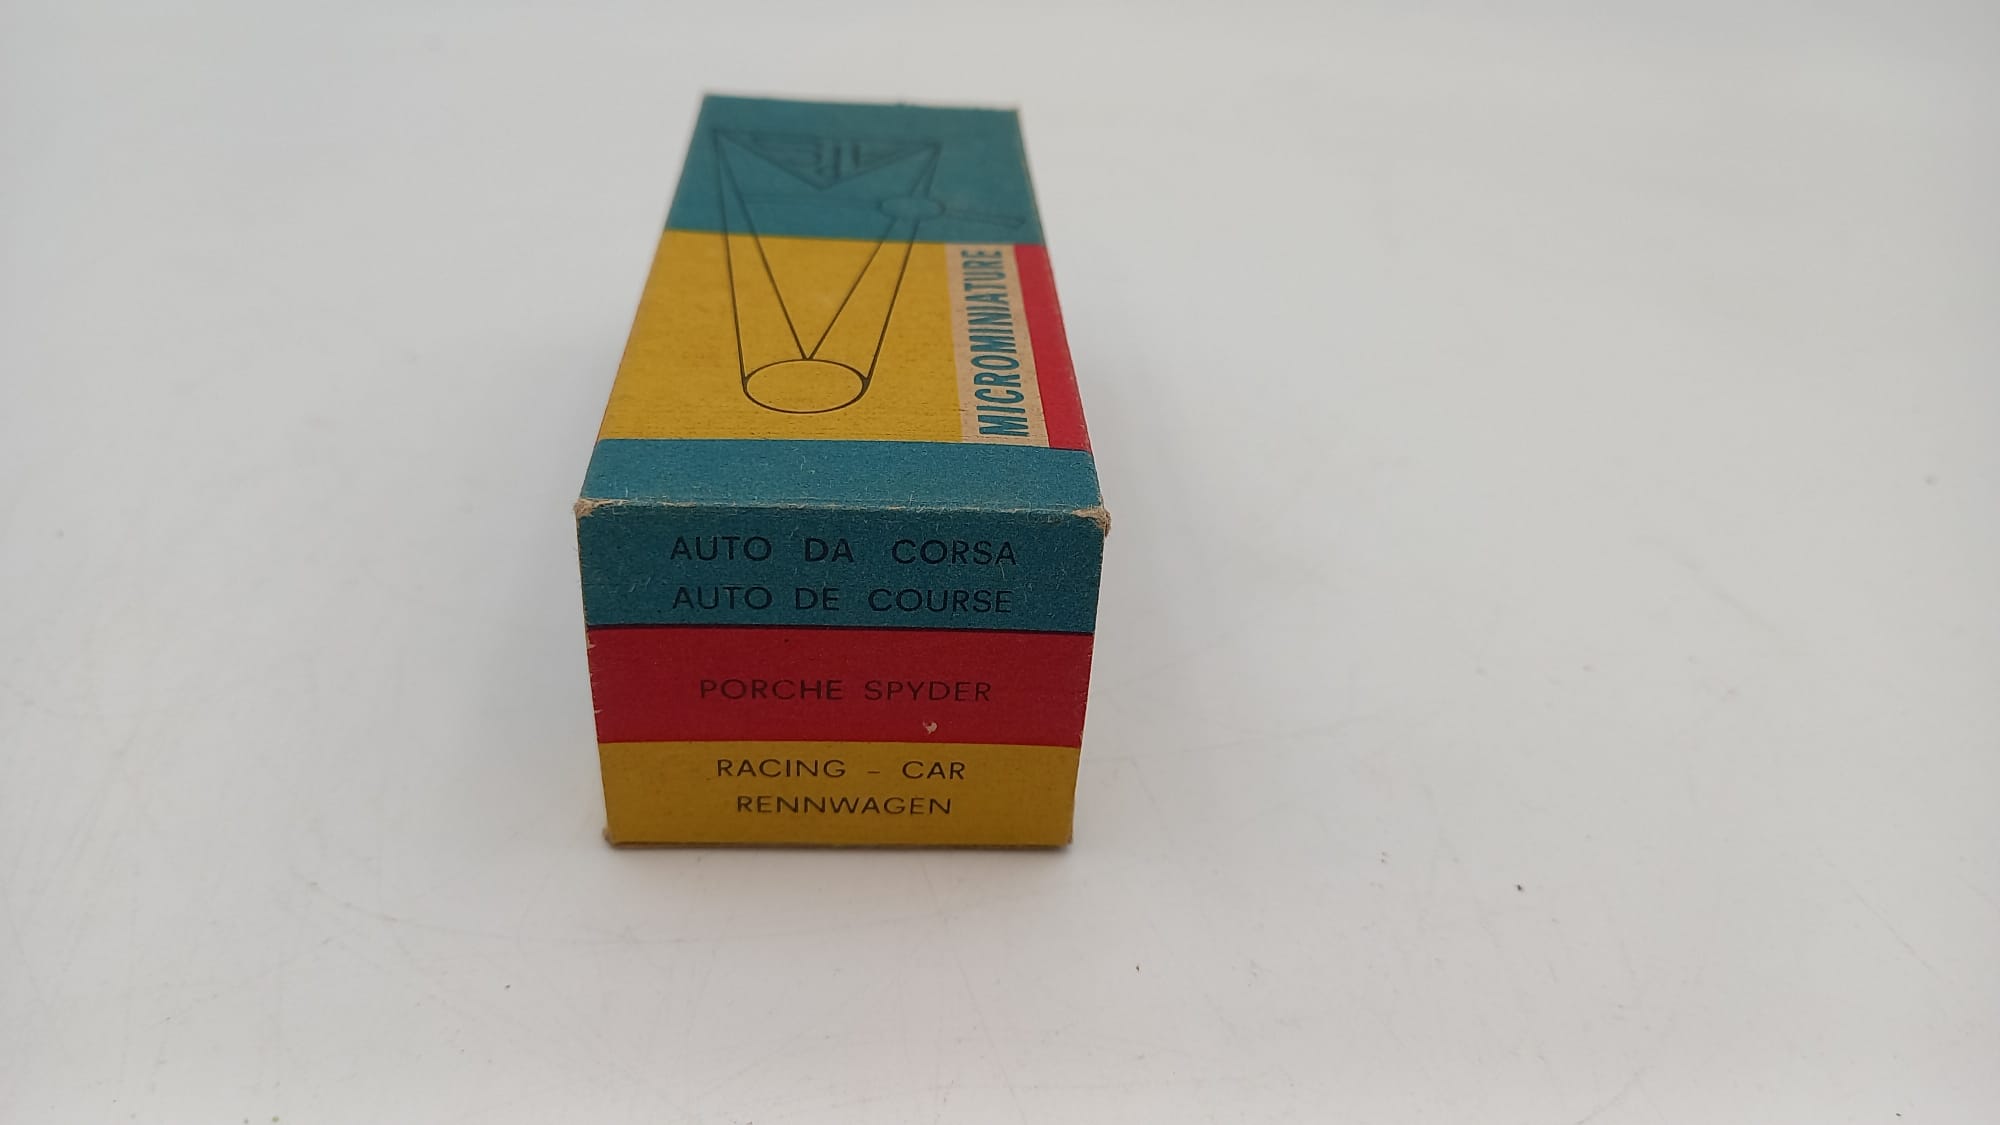 MICROMINIATURE
AUTO DA CORSA
AUTO DE COURSE
PORCHE SPYDER
RACING - CAR
RENNWAGEN